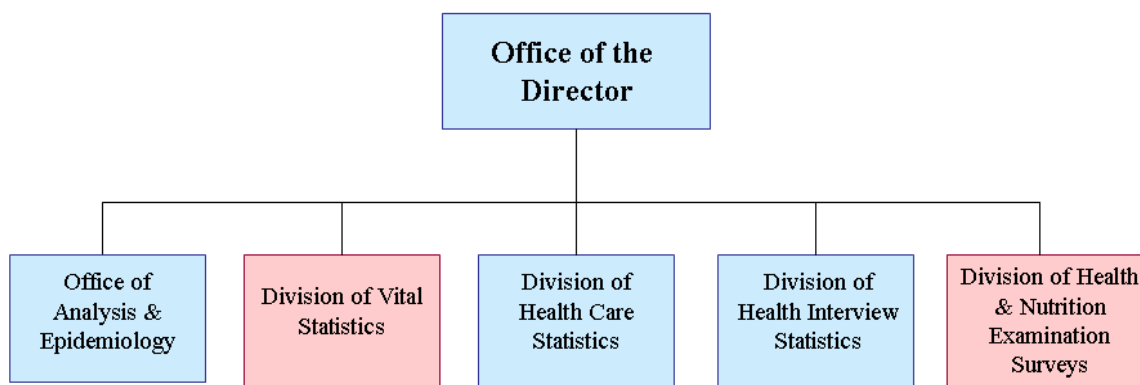 Office of the
Director
Office of
Analysis &
Epidemiology
Division of Vital
Statistics
Division of
Health Care
Statistics
Division of
Health Interview
Statistics
Division of Health
& Nutrition
Examination
Surveys